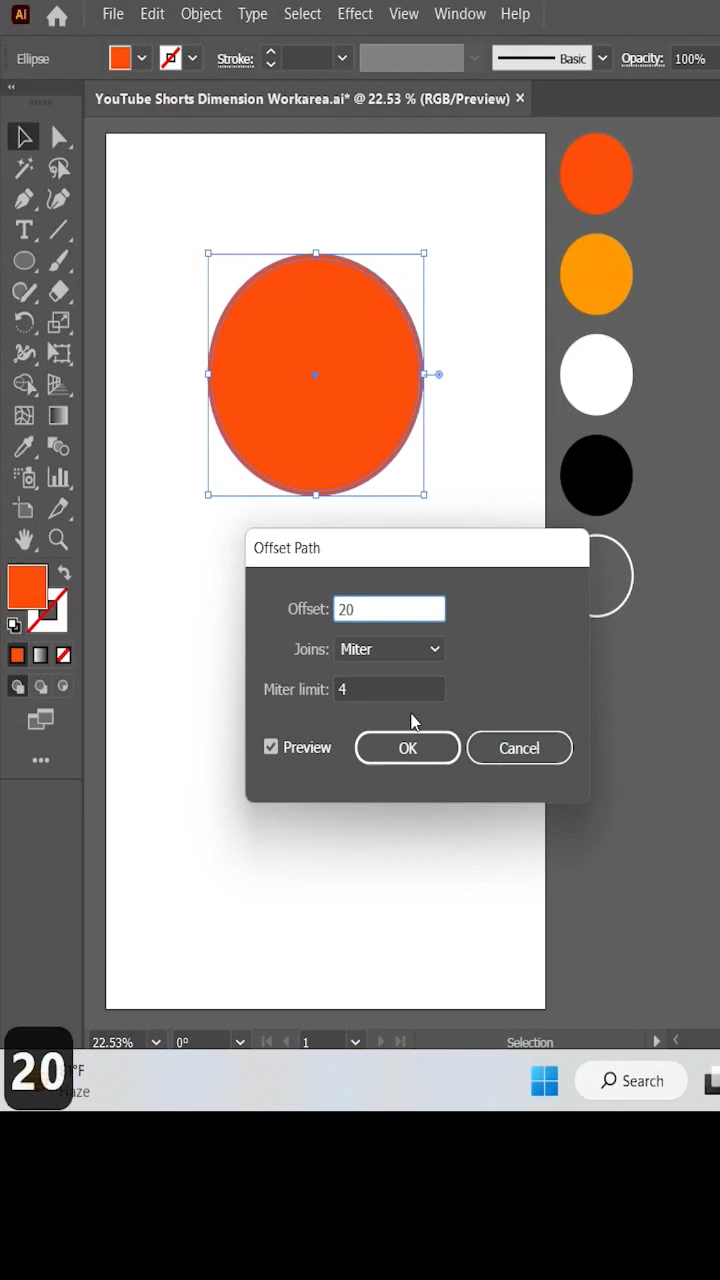 Ai File Edit Object Type Select Effect View Window Help
Ellipse Stroke: Basic Opacity: 100%
YouTube Shorts Dimension Workarea.ai* @ 22.53 % (RGB/Preview) ×
Offset Path
Offset: 20
Joins: Miter
Miter limit: 4
Preview OK Cancel
22.53% 0° 1 Selection
20
°F
Haze
Search